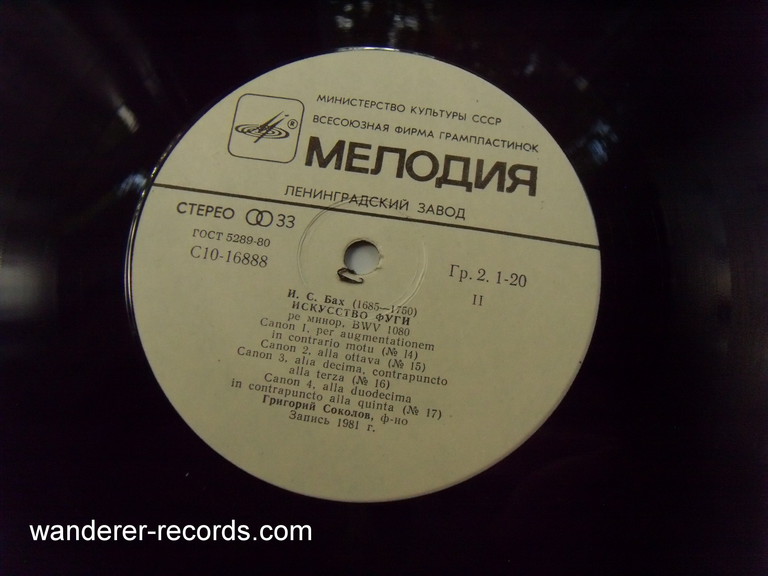 МИНИСТЕРСТВО КУЛЬТУРЫ СССР
ВСЕСОЮЗНАЯ ФИРМА ГРАМПЛАСТИНОК
®
МЕЛОДИЯ
ЛЕНИНГРАДСКИЙ ЗАВОД
СТЕРЕО 33
ГОСТ 5289-80
С10-16888
Гр. 2. 1-20
II
И. С. Бах (1685—1750)
ИСКУССТВО ФУГИ
ре минор, BWV 1080
Canon 1, per augmentationem
in contrario motu (№ 14)
Canon 2, alla ottava (№ 15)
Canon 3, alla decima, contrapuncto
alla terza (№ 16)
Canon 4, alla duodecima
in contrapuncto alla quinta (№ 17)
Григорий Соколов, ф-но
Запись 1981 г.
wanderer-records.com